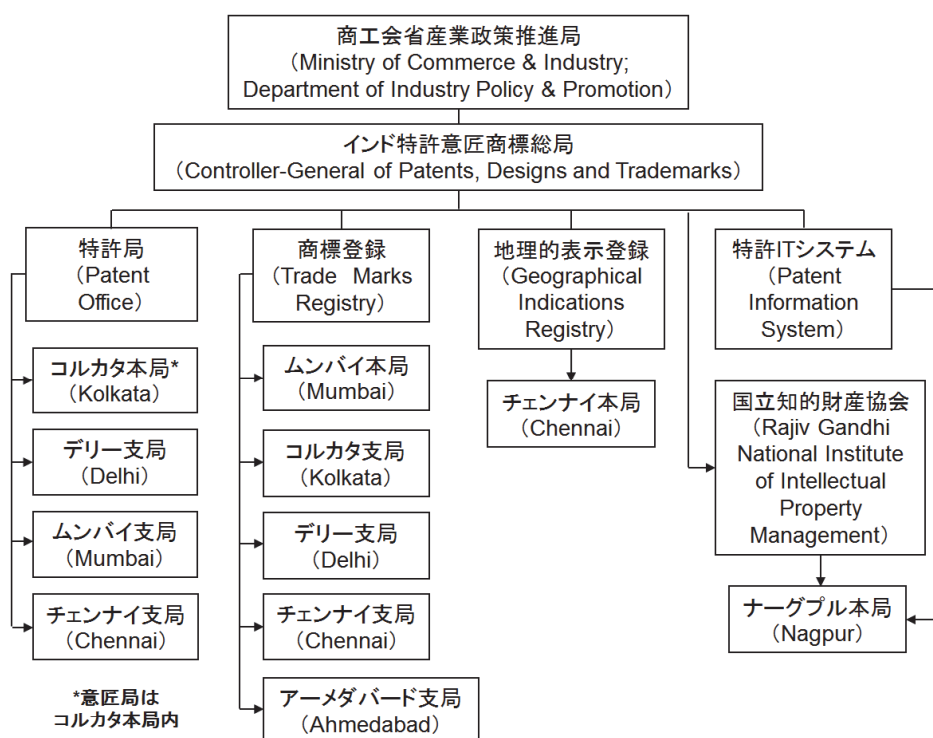 商工会省産業政策推進局
（Ministry of Commerce & Industry;
Department of Industry Policy & Promotion）
インド特許意匠商標総局
（Controller-General of Patents, Designs and Trademarks）
特許局
（Patent
Office）
コルカタ本局*
（Kolkata）
デリー支局
（Delhi）
ムンバイ支局
（Mumbai）
チェンナイ支局
（Chennai）
*意匠局は
コルカタ本局内
商標登録
（Trade Marks
Registry）
ムンバイ本局
（Mumbai）
コルカタ支局
（Kolkata）
デリー支局
（Delhi）
チェンナイ支局
（Chennai）
アーメダバード支局
（Ahmedabad）
地理的表示登録
（Geographical
Indications
Registry）
チェンナイ本局
（Chennai）
特許ITシステム
（Patent
Information
System）
国立知的財産協会
（Rajiv Gandhi
National Institute
of Intellectual
Property
Management）
ナーグプル本局
（Nagpur）